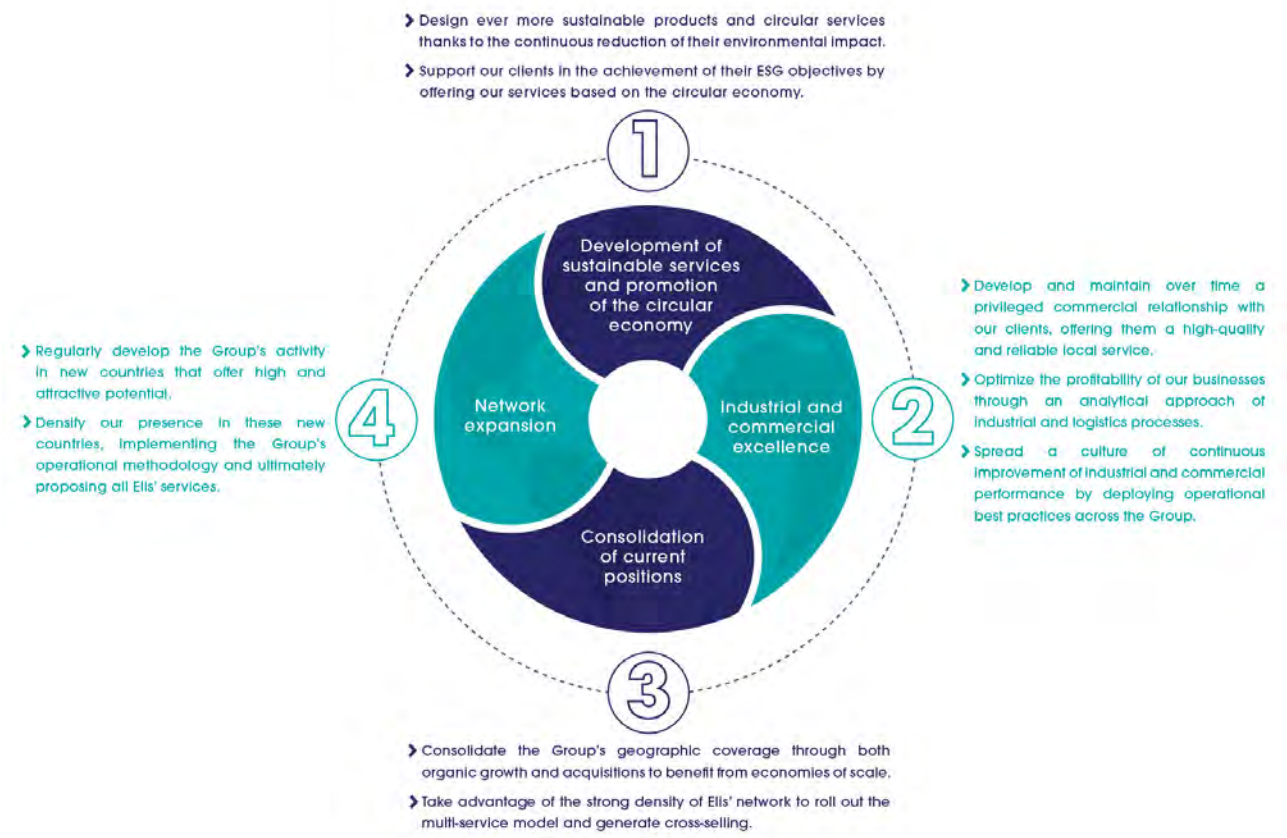 Design ever more sustainable products and circular services
thanks to the continuous reduction of their environmental impact.
Support our clients in the achievement of their ESG objectives by
offering our services based on the circular economy.
1
Development of
sustainable services
and promotion
of the circular
economy
Industrial and
commercial
excellence
2
Develop and maintain over time a
privileged commercial relationship with
our clients, offering them a high-quality
and reliable local service.
Optimize the profitability of our businesses
through an analytical approach of
industrial and logistics processes.
Spread a culture of continuous
improvement of industrial and commercial
performance by deploying operational
best practices across the Group.
Consolidation
of current
positions
3
Consolidate the Group's geographic coverage through both
organic growth and acquisitions to benefit from economies of scale.
Take advantage of the strong density of Elis' network to roll out the
multi-service model and generate cross-selling.
Network
expansion
4
Regularly develop the Group's activity
in new countries that offer high and
attractive potential.
Densify our presence in these new
countries, implementing the Group's
operational methodology and ultimately
proposing all Elis' services.